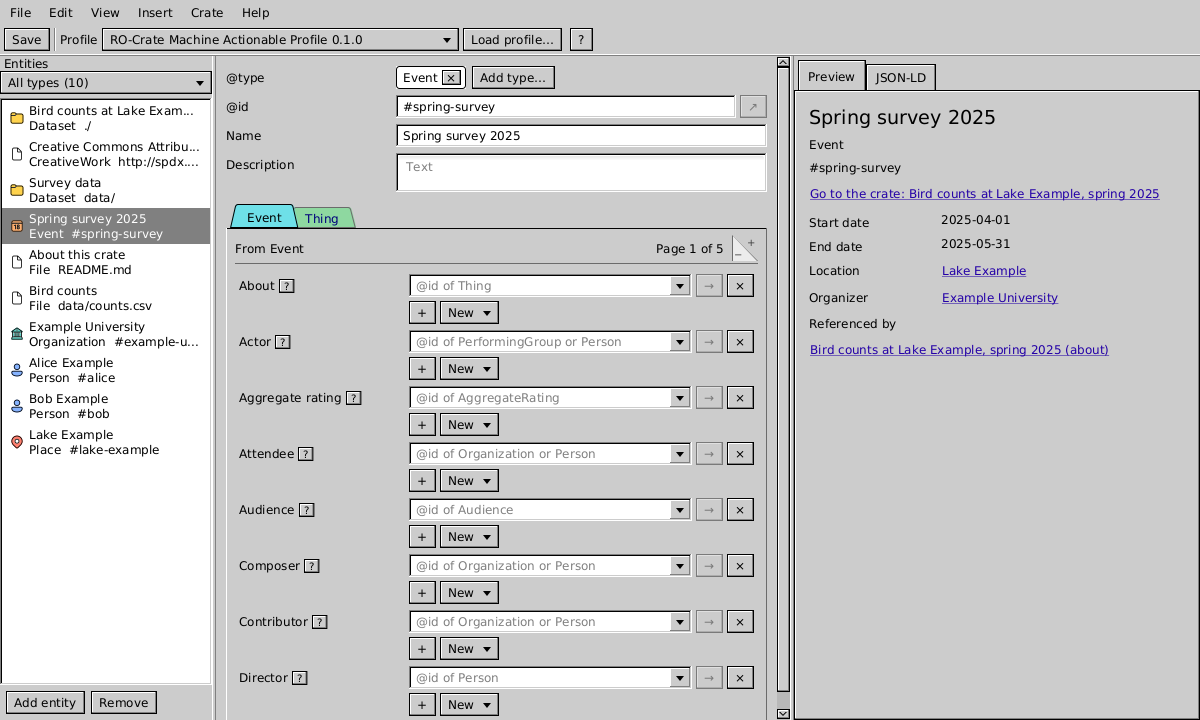 File Edit View Insert Crate Help
Save Profile RO-Crate Machine Actionable Profile 0.1.0 Load profile... ?
Entities
All types (10)
Bird counts at Lake Exam...
Dataset ./
Creative Commons Attribu...
CreativeWork http://spdx....
Survey data
Dataset data/
Spring survey 2025
Event #spring-survey
About this crate
File README.md
Bird counts
File data/counts.csv
Example University
Organization #example-u...
Alice Example
Person #alice
Bob Example
Person #bob
Lake Example
Place #lake-example
Add entity Remove
@type Event × Add type...
@id #spring-survey ↗
Name Spring survey 2025
Description Text
Event Thing
From Event Page 1 of 5 + −
About ? @id of Thing → ×
+ New
Actor ? @id of PerformingGroup or Person → ×
+ New
Aggregate rating ? @id of AggregateRating → ×
+ New
Attendee ? @id of Organization or Person → ×
+ New
Audience ? @id of Audience → ×
+ New
Composer ? @id of Organization or Person → ×
+ New
Contributor ? @id of Organization or Person → ×
+ New
Director ? @id of Person → ×
+ New
Preview JSON-LD
Spring survey 2025
Event
#spring-survey
Go to the crate: Bird counts at Lake Example, spring 2025
Start date 2025-04-01
End date 2025-05-31
Location Lake Example
Organizer Example University
Referenced by
Bird counts at Lake Example, spring 2025 (about)